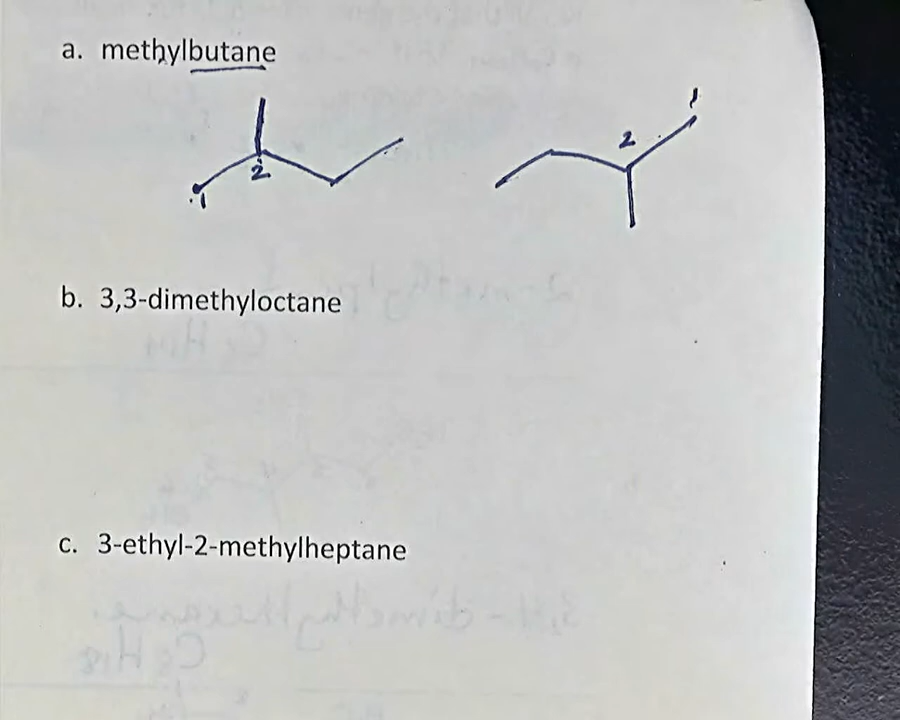 a. methylbutane
1
2
2
1
b. 3,3-dimethyloctane
c. 3-ethyl-2-methylheptane